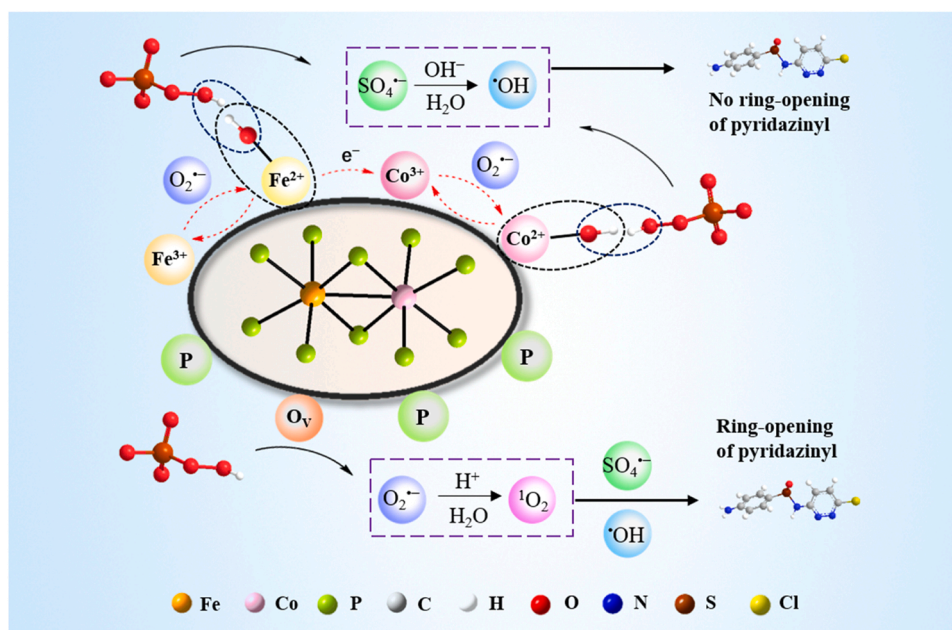 SO₄•⁻
OH⁻
H₂O
•OH
No ring-opening
of pyridazinyl
O₂•⁻
Fe²⁺
e⁻
Co³⁺
O₂•⁻
Fe³⁺
Co²⁺
P
P
Oᵥ
P
Ring-opening
of pyridazinyl
O₂•⁻
H⁺
H₂O
¹O₂
SO₄•⁻
•OH
Fe Co P C H O N S Cl